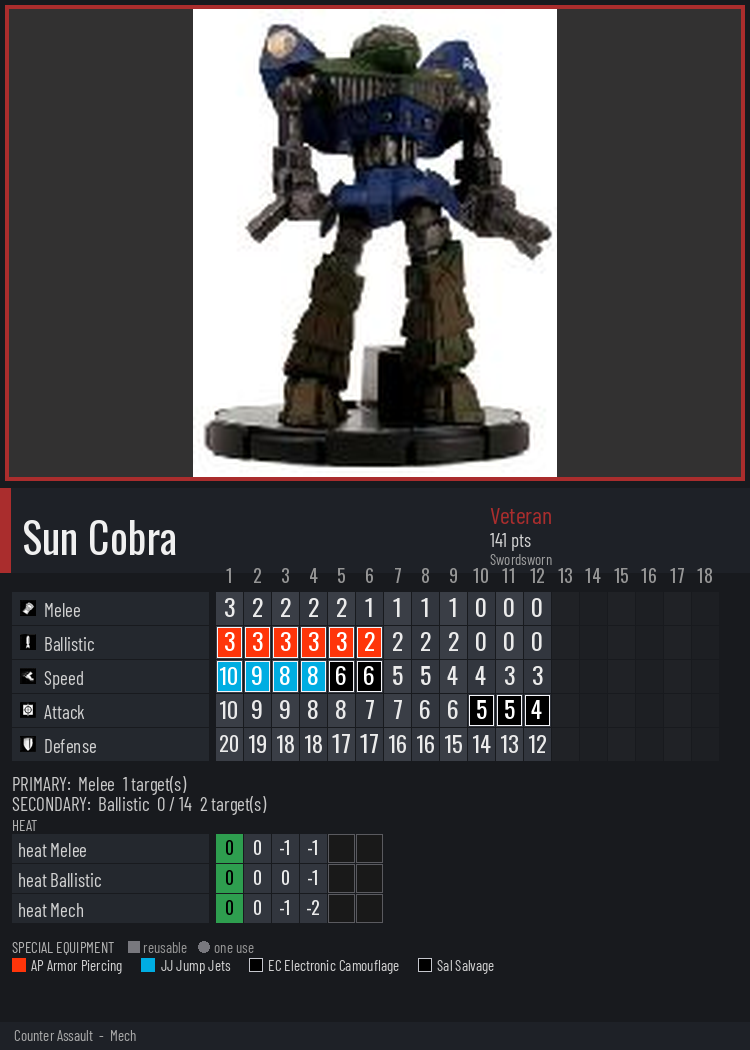 Sun Cobra
Veteran
141 pts
Swordsworn
1 2 3 4 5 6 7 8 9 10 11 12 13 14 15 16 17 18
Melee 3 2 2 2 2 1 1 1 1 0 0 0
Ballistic 3 3 3 3 3 2 2 2 2 0 0 0
Speed 10 9 8 8 6 6 5 5 4 4 3 3
Attack 10 9 9 8 8 7 7 6 6 5 5 4
Defense 20 19 18 18 17 17 16 16 15 14 13 12
PRIMARY: Melee 1 target(s)
SECONDARY: Ballistic 0 / 14 2 target(s)
HEAT
heat Melee 0 0 -1 -1
heat Ballistic 0 0 0 -1
heat Mech 0 0 -1 -2
SPECIAL EQUIPMENT reusable one use
AP Armor Piercing JJ Jump Jets EC Electronic Camouflage Sal Salvage
Counter Assault - Mech